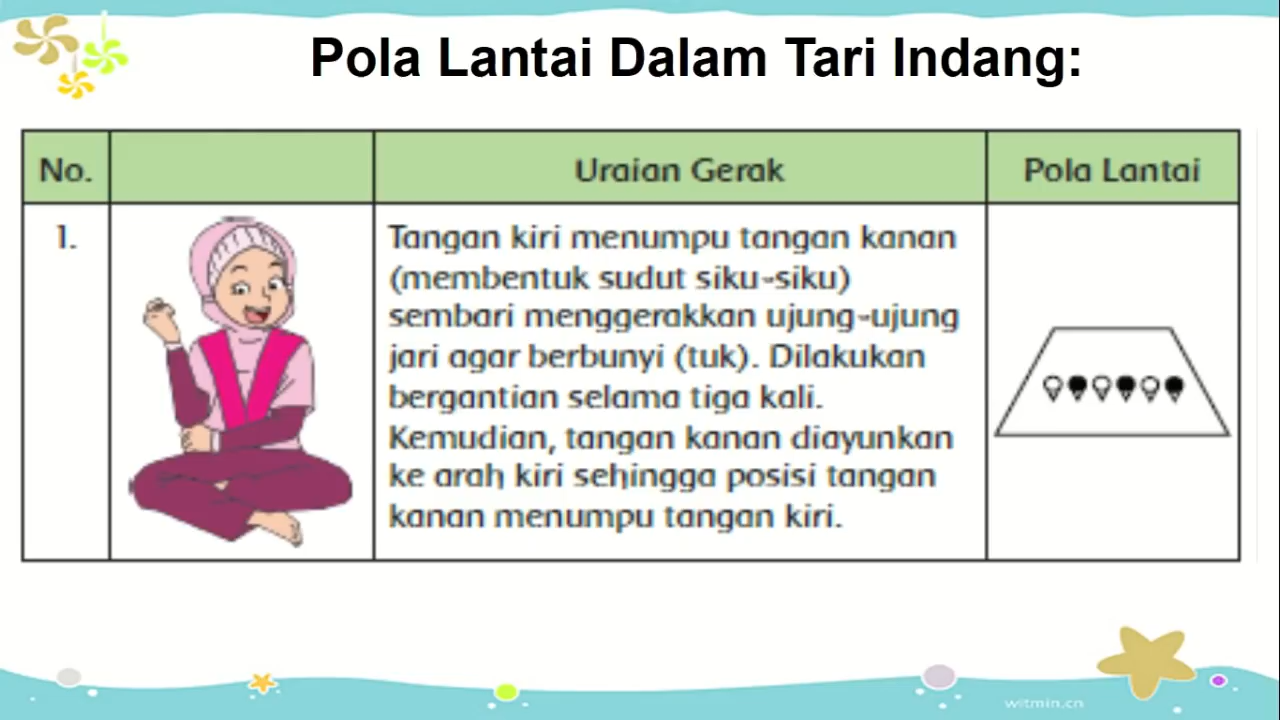 Pola Lantai Dalam Tari Indang:
No.
Uraian Gerak
Pola Lantai
1.
Tangan kiri menumpu tangan kanan
(membentuk sudut siku-siku)
sembari menggerakkan ujung-ujung
jari agar berbunyi (tuk). Dilakukan
bergantian selama tiga kali.
Kemudian, tangan kanan diayunkan
ke arah kiri sehingga posisi tangan
kanan menumpu tangan kiri.
witmin.cn